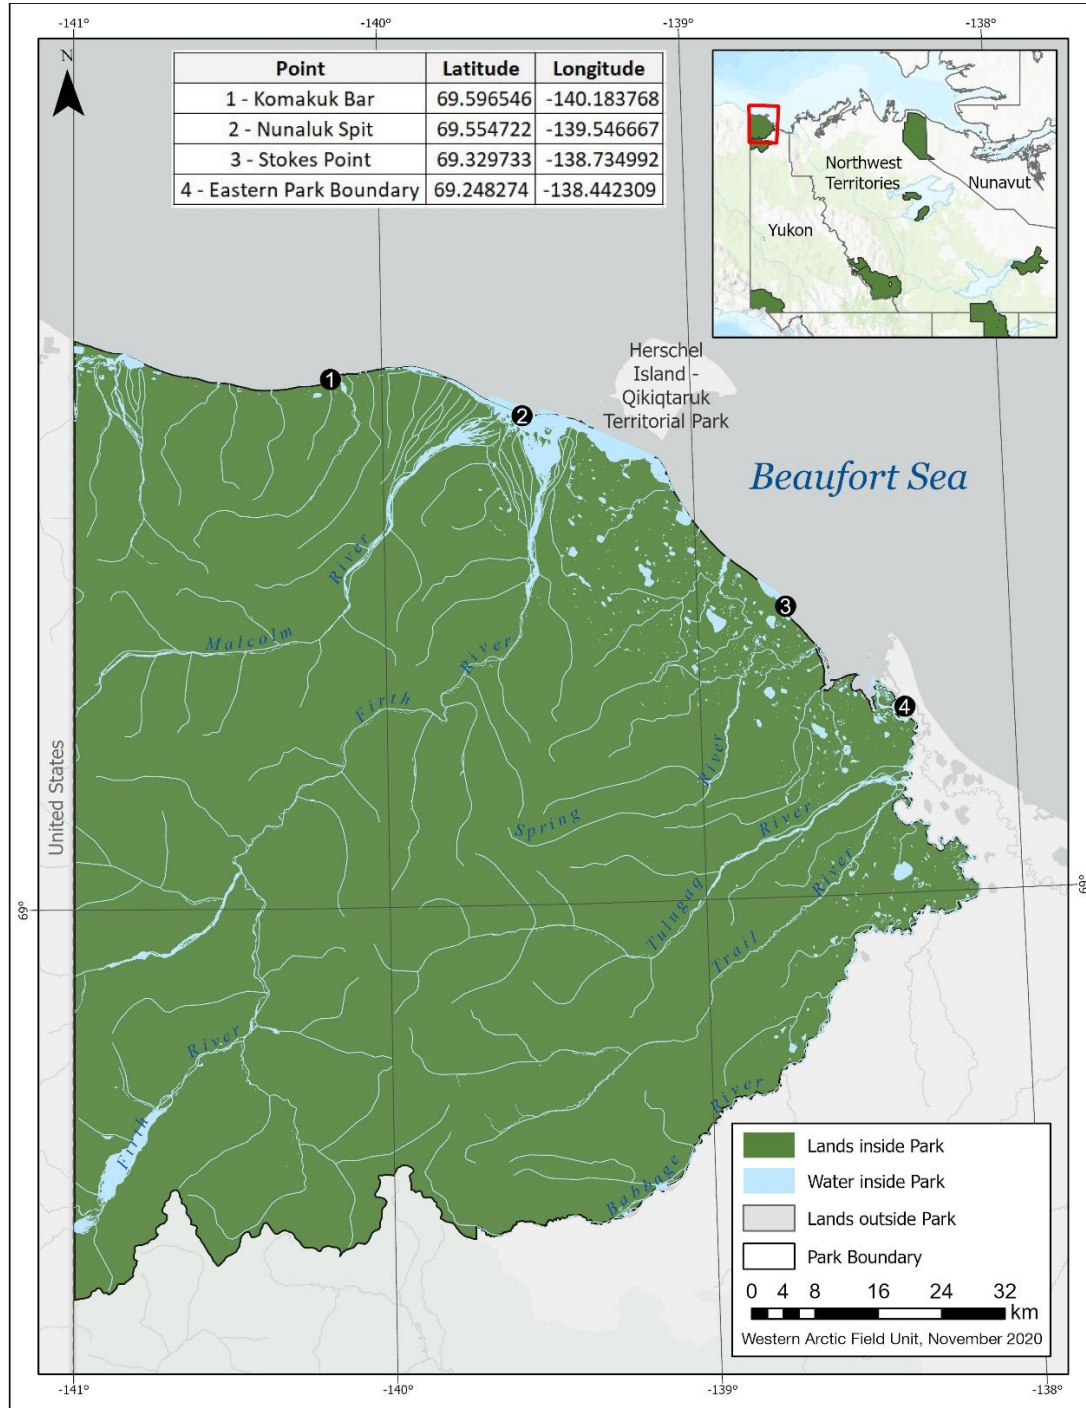 -141°
-140°
-139°
-138°
N
Point Latitude Longitude
1 - Komakuk Bar 69.596546 -140.183768
2 - Nunaluk Spit 69.554722 -139.546667
3 - Stokes Point 69.329733 -138.734992
4 - Eastern Park Boundary 69.248274 -138.442309
Northwest
Territories
Nunavut
Yukon
Herschel
Island -
Qikiqtaruk
Territorial Park
1
2
Beaufort Sea
River
Malcolm
3
River
Firth
4
United States
River
Spring
River
River
69°
69°
Tulugaq
Trail
River
Firth
River
Babbage
Lands inside Park
Water inside Park
Lands outside Park
Park Boundary
0 4 8 16 24 32
km
Western Arctic Field Unit, November 2020
-141°
-140°
-139°
-138°